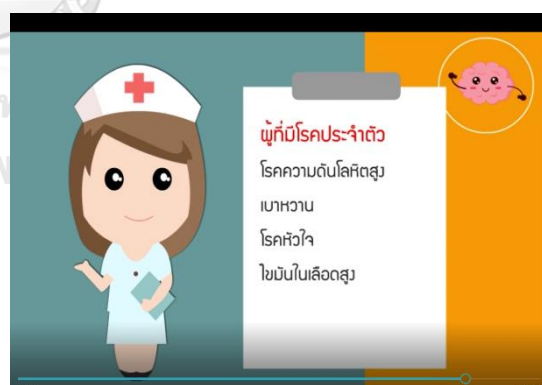 ผู้ที่มีโรคประจำตัว
โรคความดันโลหิตสูง
เบาหวาน
โรคหัวใจ
ไขมันในเลือดสูง